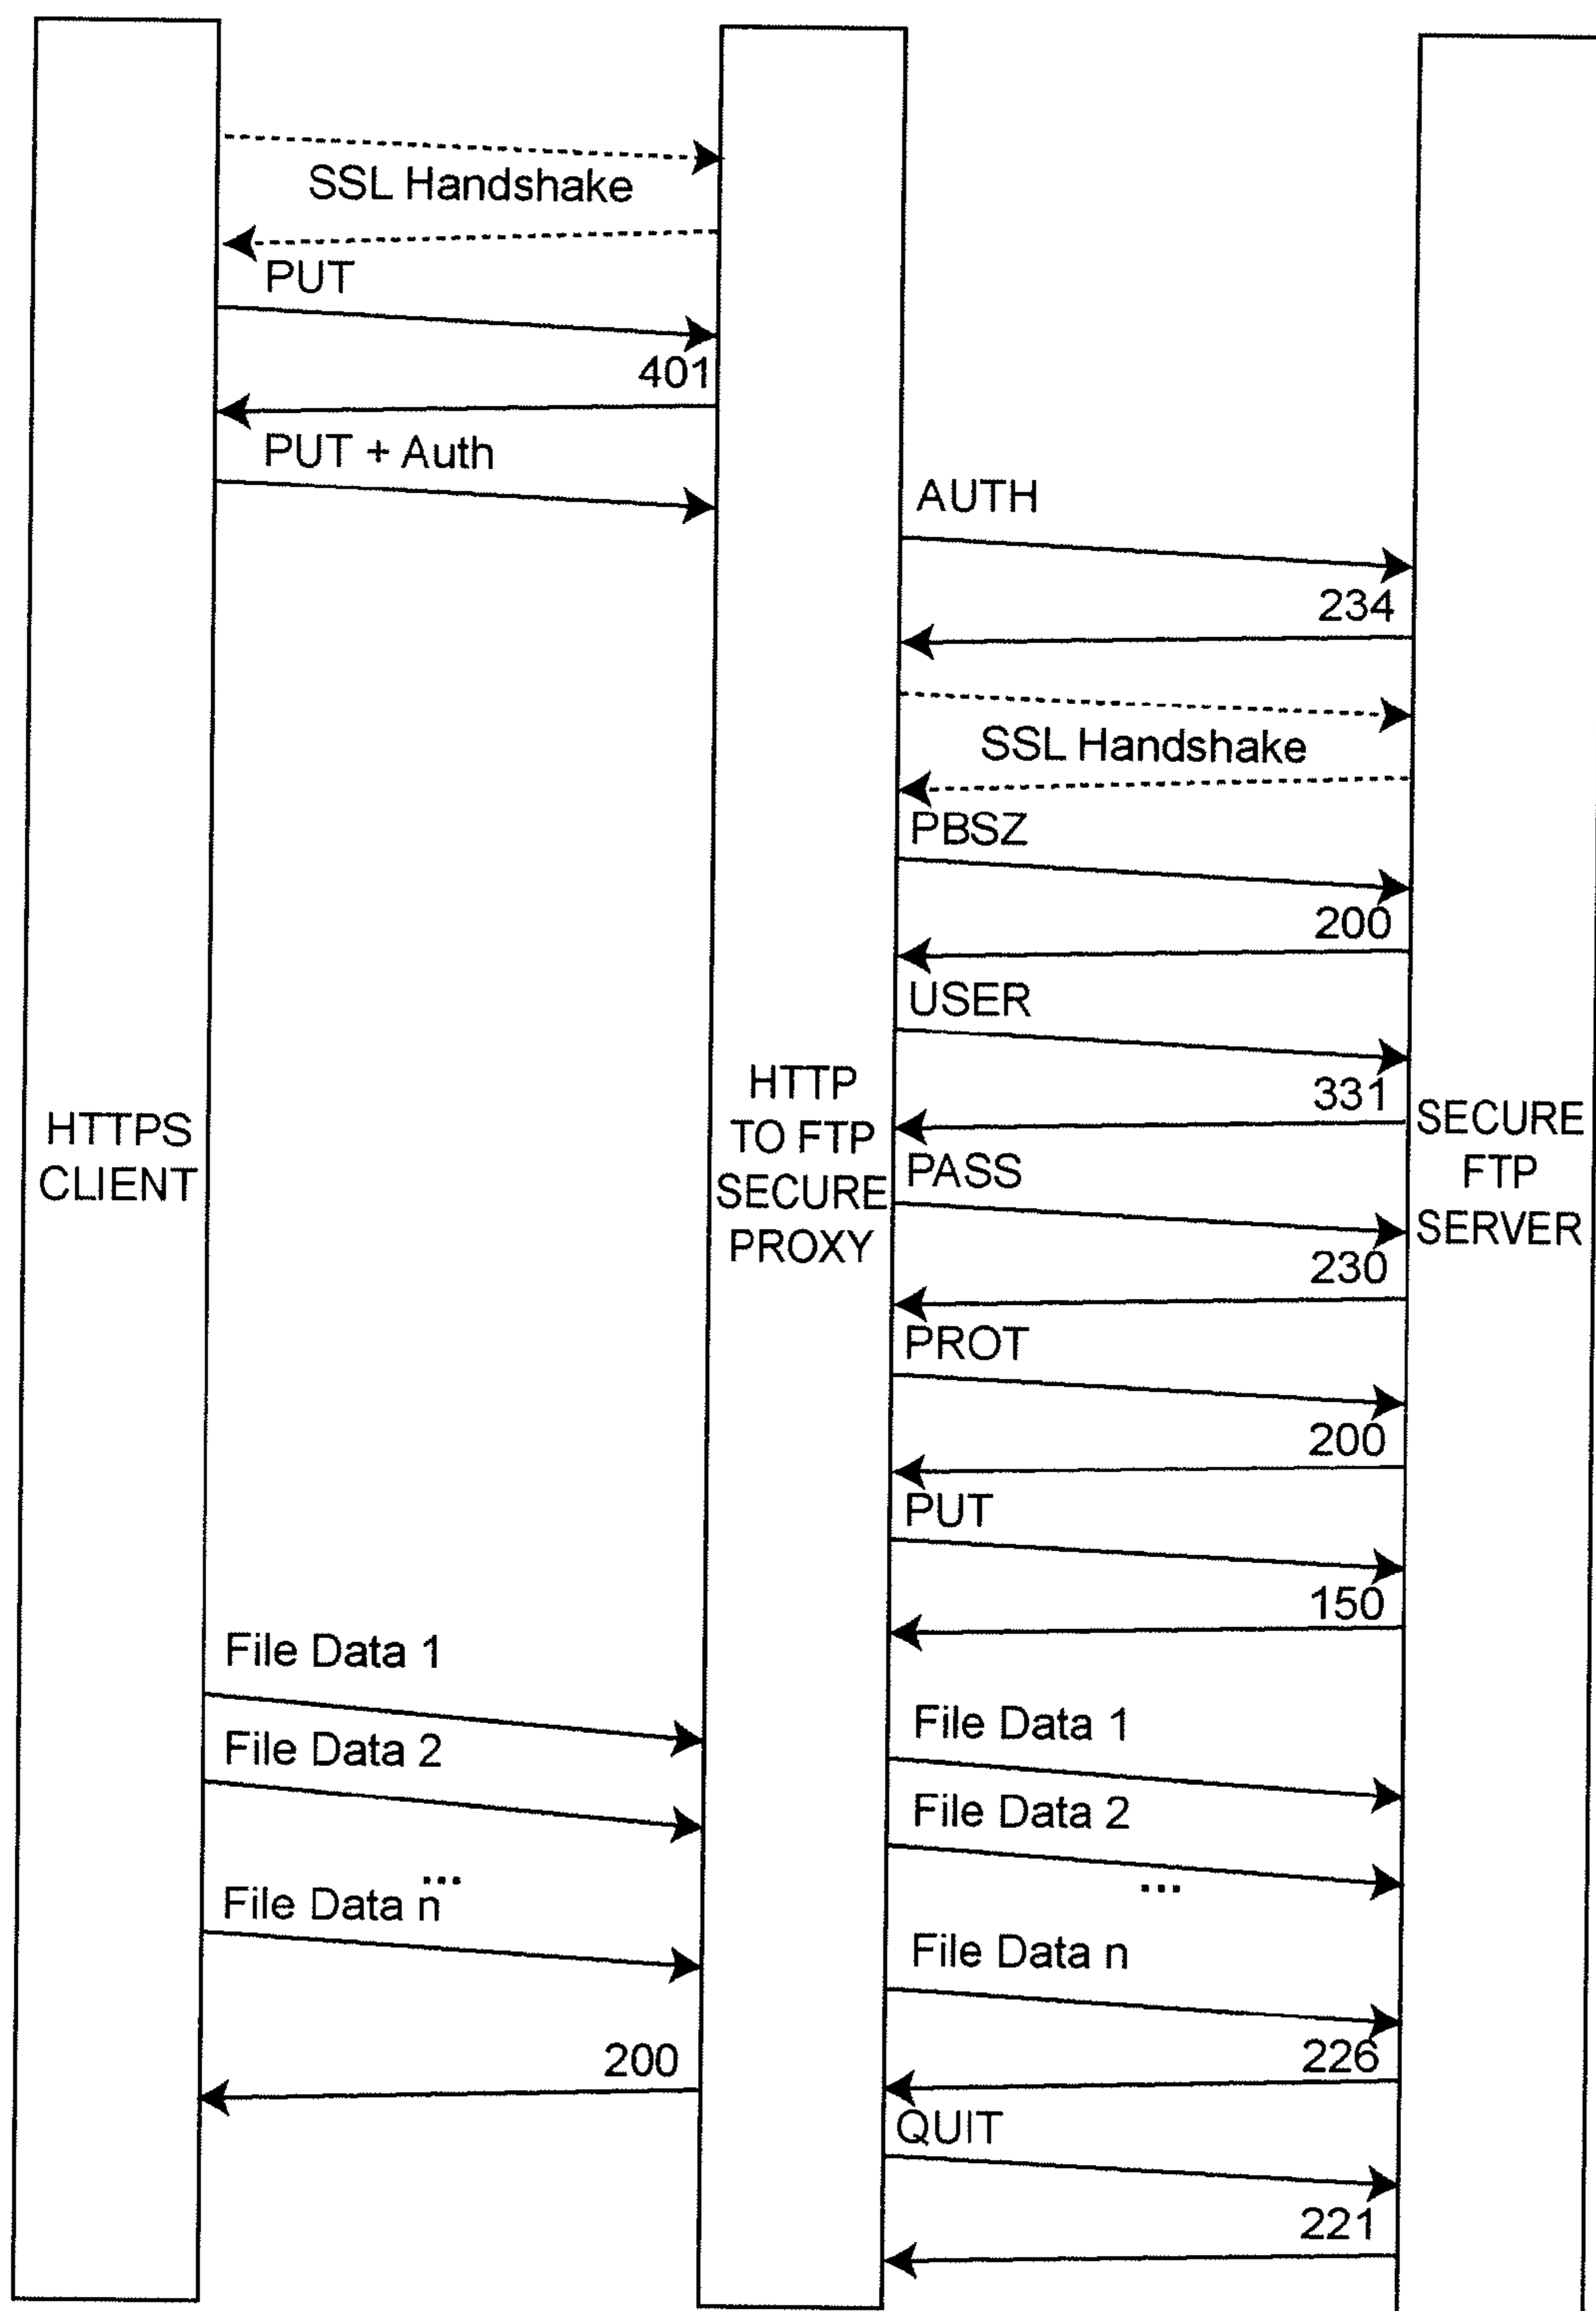 SSL Handshake
PUT
401
PUT + Auth
AUTH
234
SSL Handshake
PBSZ
200
USER
331
HTTPS
CLIENT
HTTP
TO FTP
SECURE
PROXY
SECURE
FTP
SERVER
PASS
230
PROT
200
PUT
150
File Data 1
File Data 1
File Data 2
File Data 2
...
...
File Data n
File Data n
200
226
QUIT
221